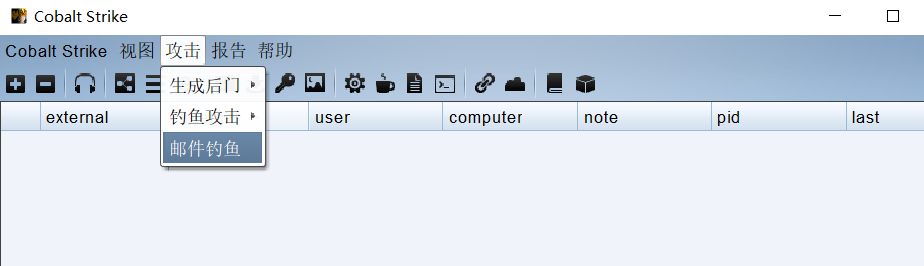 Cobalt Strike
Cobalt Strike 视图 攻击 报告 帮助
生成后门
钓鱼攻击
邮件钓鱼
external user computer note pid last